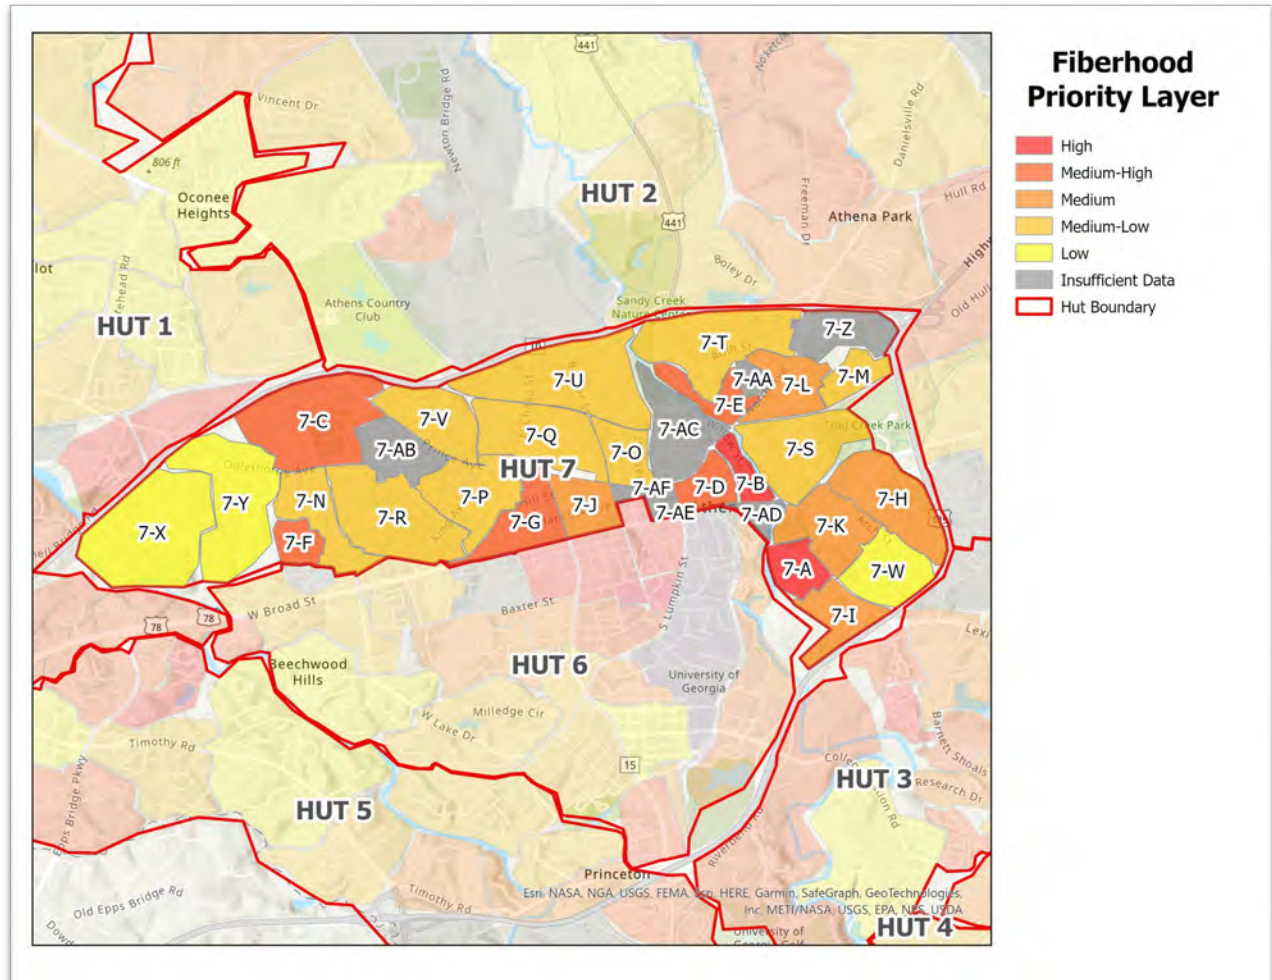 Fiberhood
Priority Layer
High
Medium-High
Medium
Medium-Low
Low
Insufficient Data
Hut Boundary
441
Vincent Dr
Newton Bridge Rd
Danielsville Rd
806 ft
Oconee
Heights
HUT 2
441
Freeman Dr
Hull Rd
Athena Park
Boley Dr
Old Hull
HUT 1
Athens Country
Club
Sandy Creek
Nature Center
7-T
7-Z
7-U
7-AA
7-L
7-M
7-E
7-C
7-V
7-AB
Prince Ave
7-Q
7-O
7-AC
7-S
Oglethorpe Ave
HUT 7
7-Y
7-N
7-R
7-P
7-G
7-J
7-AF
7-AE
7-D
7-B
7-AD
7-H
7-K
7-X
7-F
7-A
7-W
7-I
78
78
W Broad St
Baxter St
S Lumpkin St
Beechwood
Hills
HUT 6
University of
Georgia
Milledge Cir
W Lake Dr
Timothy Rd
15
Epps Bridge Pkwy
HUT 5
HUT 3
Barnett Shoals
Research Dr
Riverbend Rd
Princeton
Timothy Rd
Old Epps Bridge Rd
Esri, NASA, NGA, USGS, FEMA, Esri, HERE, Garmin, SafeGraph, GeoTechnologies,
Inc, METI/NASA, USGS, EPA, NPS, USDA
University of
HUT 4